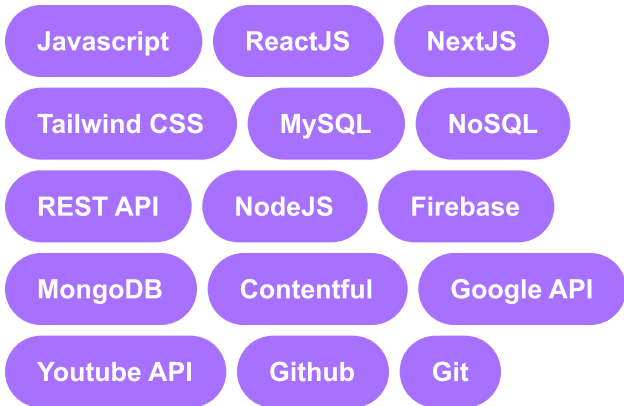 Javascript ReactJS NextJS
Tailwind CSS MySQL NoSQL
REST API NodeJS Firebase
MongoDB Contentful Google API
Youtube API Github Git